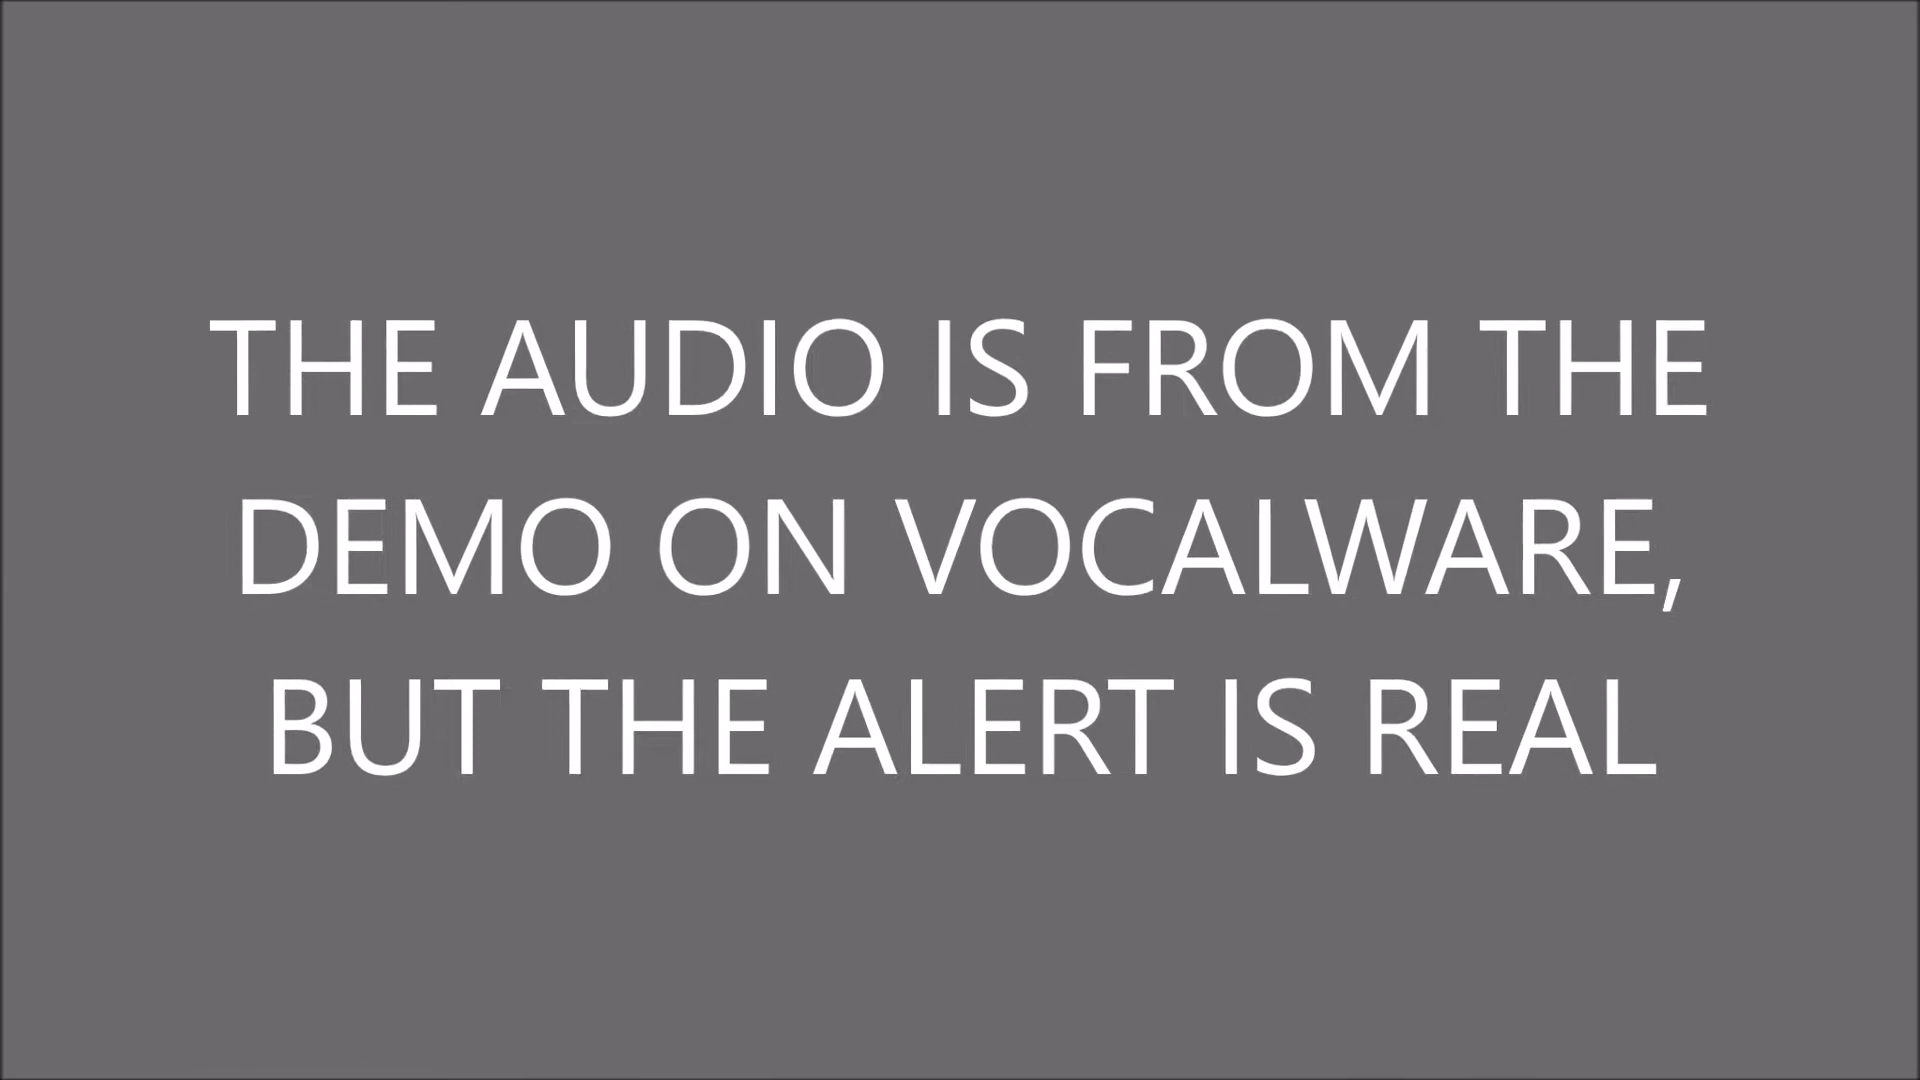 THE AUDIO IS FROM THE
DEMO ON VOCALWARE,
BUT THE ALERT IS REAL